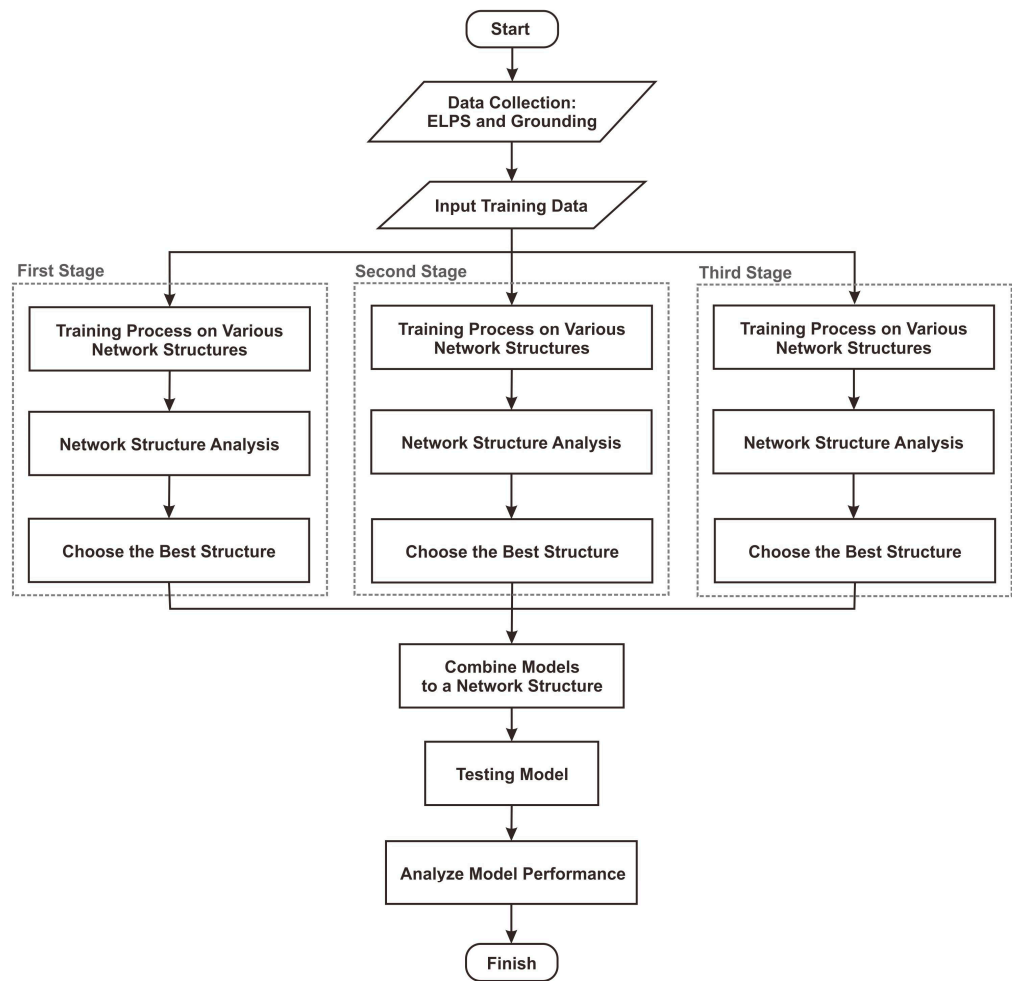 Start
Data Collection:
ELPS and Grounding
Input Training Data
First Stage
Training Process on Various
Network Structures
Network Structure Analysis
Choose the Best Structure
Second Stage
Training Process on Various
Network Structures
Network Structure Analysis
Choose the Best Structure
Third Stage
Training Process on Various
Network Structures
Network Structure Analysis
Choose the Best Structure
Combine Models
to a Network Structure
Testing Model
Analyze Model Performance
Finish